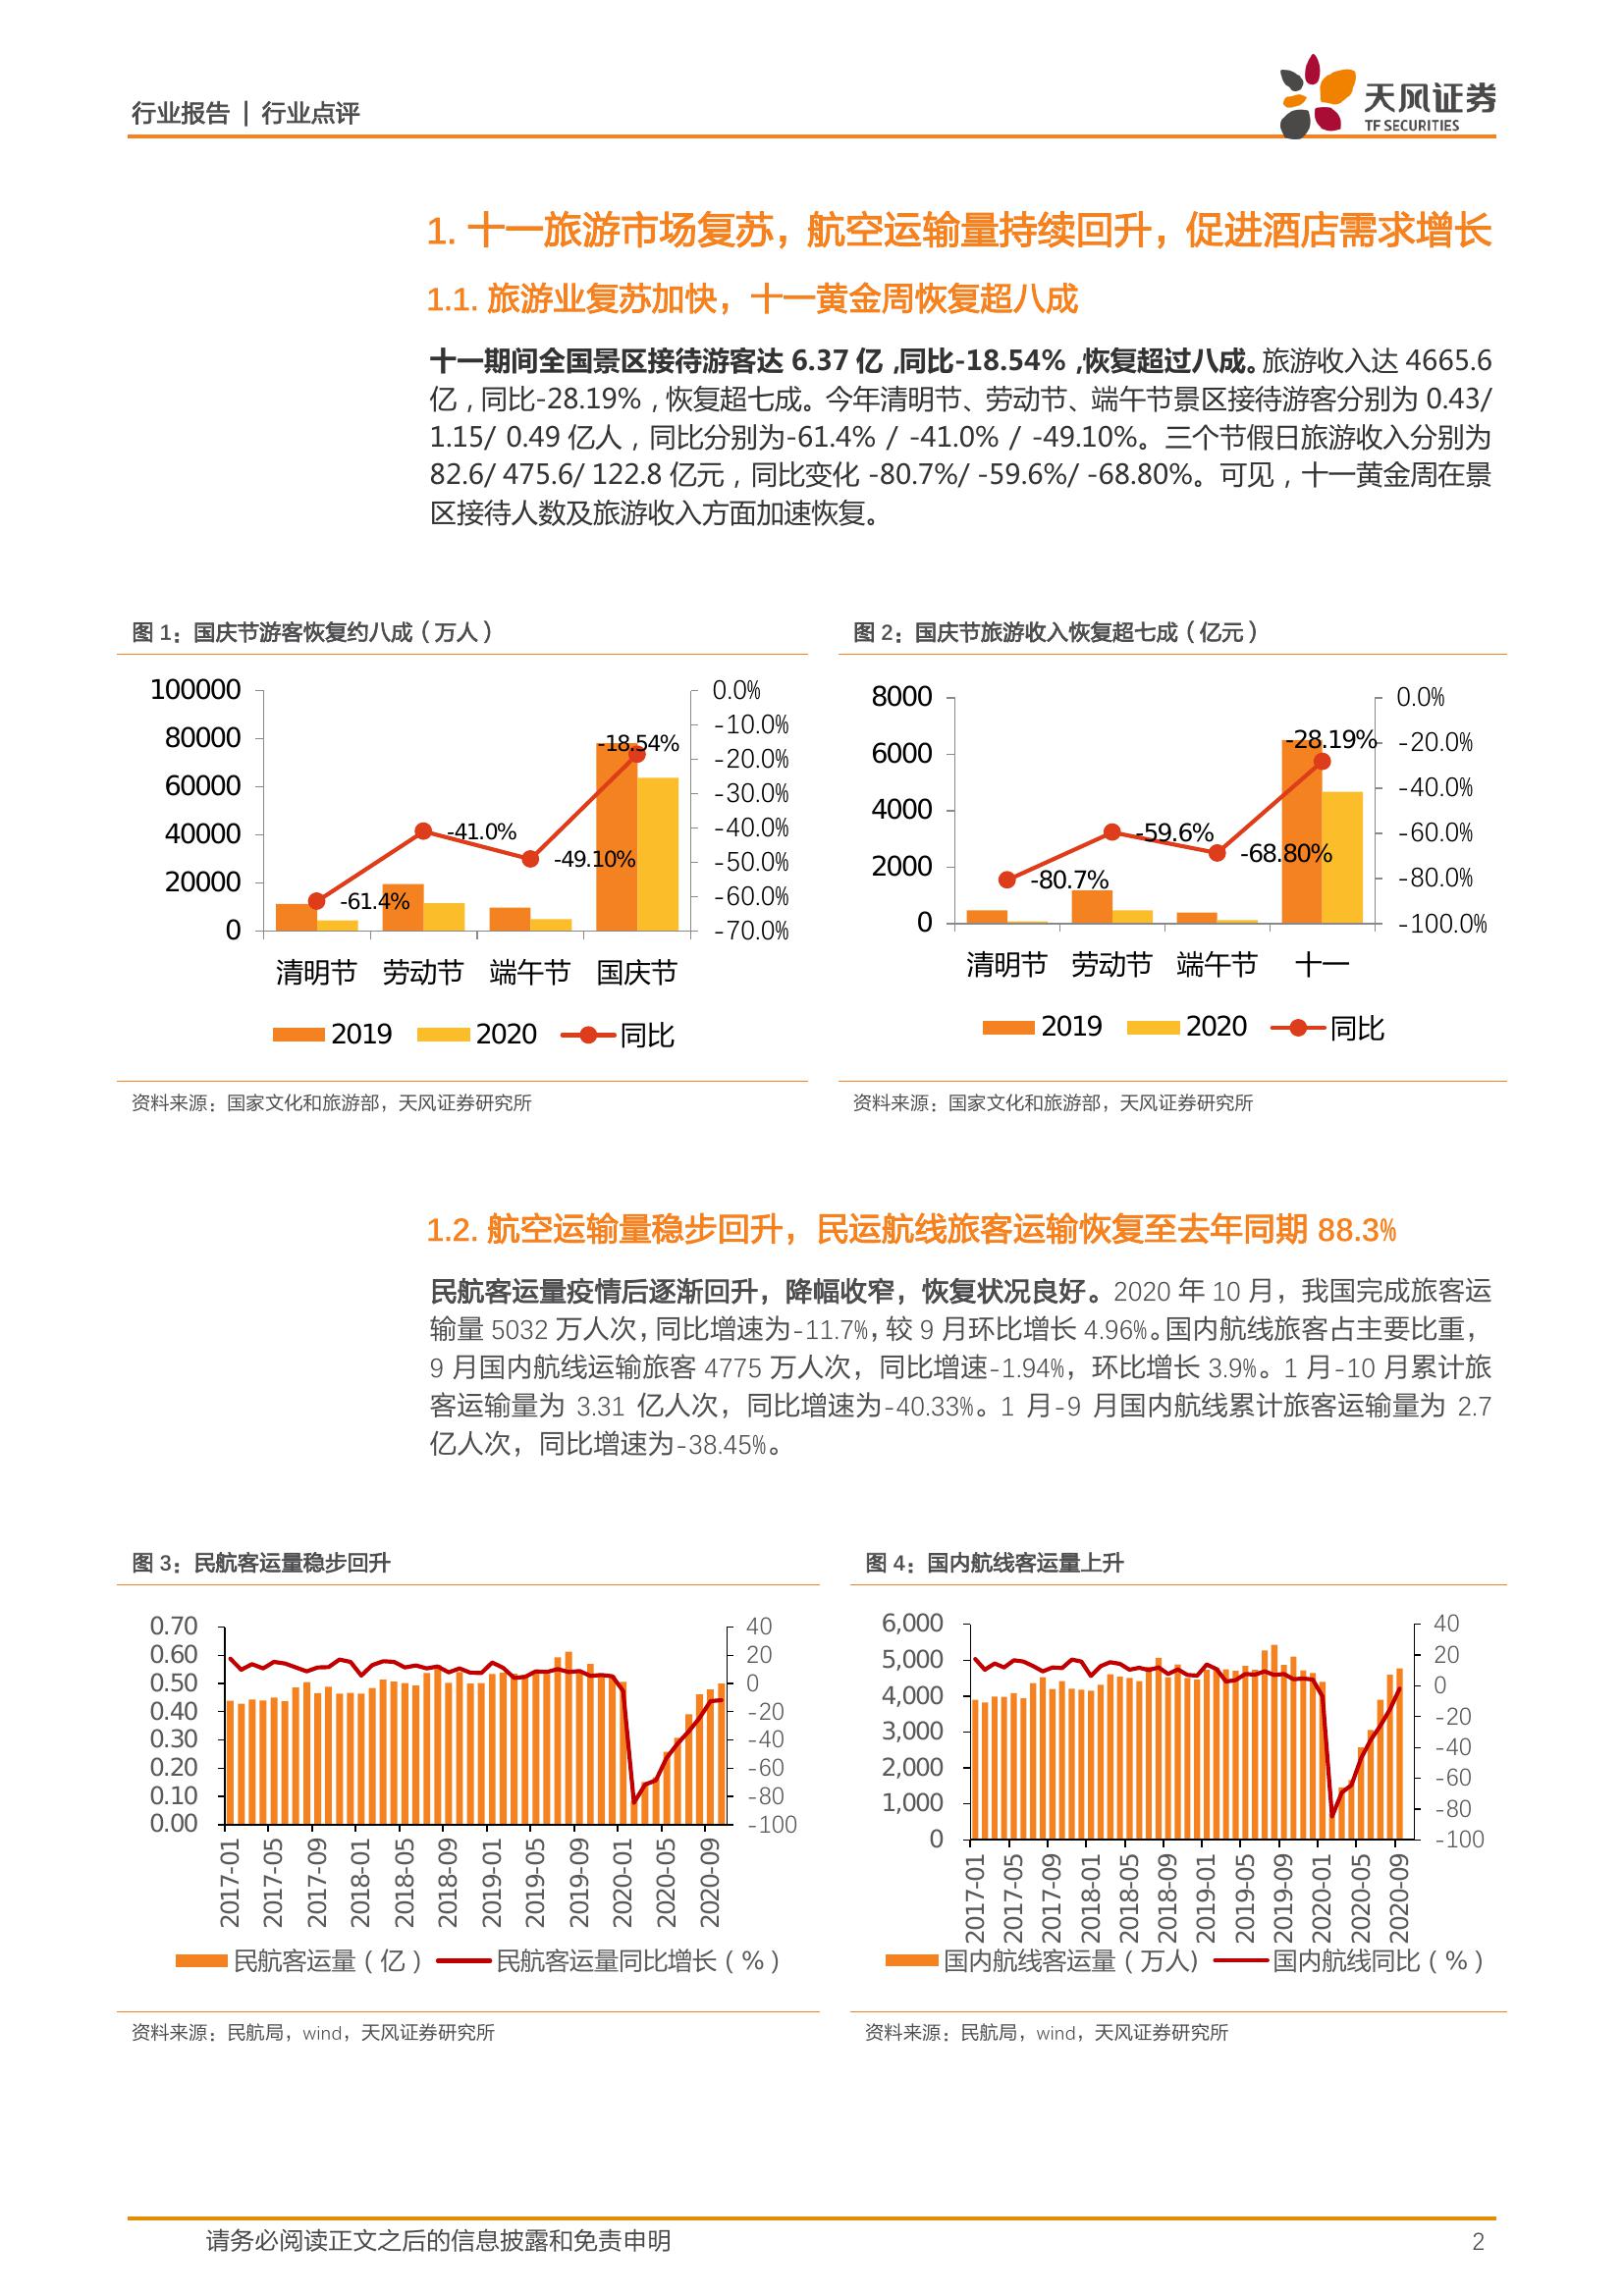 行业报告 | 行业点评
天风证券
TF SECURITIES
1. 十一旅游市场复苏，航空运输量持续回升，促进酒店需求增长
1.1. 旅游业复苏加快，十一黄金周恢复超八成
十一期间全国景区接待游客达 6.37 亿，同比-18.54%，恢复超过八成。旅游收入达 4665.6
亿，同比-28.19%，恢复超七成。今年清明节、劳动节、端午节景区接待游客分别为 0.43/
1.15/ 0.49 亿人，同比分别为-61.4% / -41.0% / -49.10%。三个节假日旅游收入分别为
82.6/ 475.6/ 122.8 亿元，同比变化 -80.7%/ -59.6%/ -68.80%。可见，十一黄金周在景
区接待人数及旅游收入方面加速恢复。
图 1：国庆节游客恢复约八成（万人）
100000
80000
60000
40000
20000
0
0.0%
-10.0%
-20.0%
-30.0%
-40.0%
-50.0%
-60.0%
-70.0%
-61.4%
-41.0%
-49.10%
-18.54%
清明节 劳动节 端午节 国庆节
2019 2020 同比
资料来源：国家文化和旅游部，天风证券研究所
图 2：国庆节旅游收入恢复超七成（亿元）
8000
6000
4000
2000
0
0.0%
-20.0%
-40.0%
-60.0%
-80.0%
-100.0%
-80.7%
-59.6%
-68.80%
-28.19%
清明节 劳动节 端午节 十一
2019 2020 同比
资料来源：国家文化和旅游部，天风证券研究所
1.2. 航空运输量稳步回升，民运航线旅客运输恢复至去年同期 88.3%
民航客运量疫情后逐渐回升，降幅收窄，恢复状况良好。2020 年 10 月，我国完成旅客运
输量 5032 万人次，同比增速为-11.7%，较 9 月环比增长 4.96%。国内航线旅客占主要比重，
9 月国内航线运输旅客 4775 万人次，同比增速-1.94%，环比增长 3.9%。1 月-10 月累计旅
客运输量为 3.31 亿人次，同比增速为-40.33%。1 月-9 月国内航线累计旅客运输量为 2.7
亿人次，同比增速为-38.45%。
图 3：民航客运量稳步回升
0.70
0.60
0.50
0.40
0.30
0.20
0.10
0.00
40
20
0
-20
-40
-60
-80
-100
2017-01 2017-05 2017-09 2018-01 2018-05 2018-09 2019-01 2019-05 2019-09 2020-01 2020-05 2020-09
民航客运量（亿） 民航客运量同比增长（%）
资料来源：民航局，wind，天风证券研究所
图 4：国内航线客运量上升
6,000
5,000
4,000
3,000
2,000
1,000
0
40
20
0
-20
-40
-60
-80
-100
2017-01 2017-05 2017-09 2018-01 2018-05 2018-09 2019-01 2019-05 2019-09 2020-01 2020-05 2020-09
国内航线客运量（万人） 国内航线同比（%）
资料来源：民航局，wind，天风证券研究所
请务必阅读正文之后的信息披露和免责申明
2